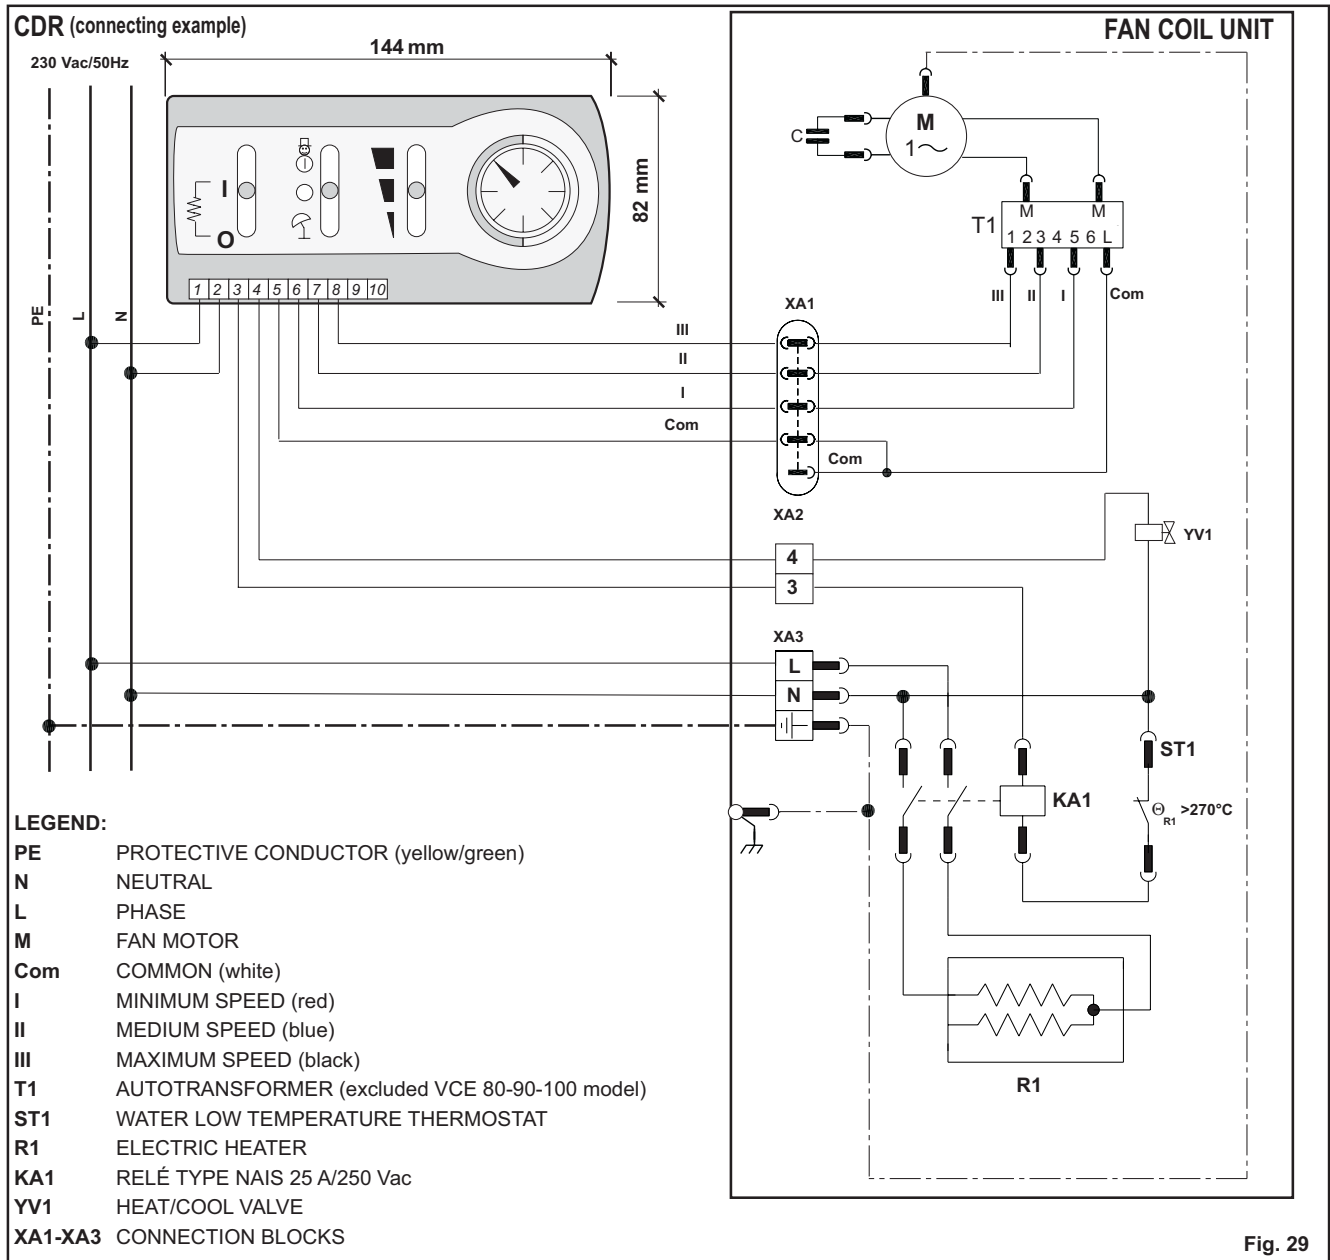 CDR (connecting example)
FAN COIL UNIT
144 mm
230 Vac/50Hz
82 mm
I
O
1 2 3 4 5 6 7 8 9 10
PE
L
N
C
M
1~
T1
M M
1 2 3 4 5 6 L
III II I Com
XA1
III
II
I
Com
Com
XA2
4
3
YV1
XA3
L
N
ST1
KA1
Θ R1 >270°C
R1
LEGEND:
PE PROTECTIVE CONDUCTOR (yellow/green)
N NEUTRAL
L PHASE
M FAN MOTOR
Com COMMON (white)
I MINIMUM SPEED (red)
II MEDIUM SPEED (blue)
III MAXIMUM SPEED (black)
T1 AUTOTRANSFORMER (excluded VCE 80-90-100 model)
ST1 WATER LOW TEMPERATURE THERMOSTAT
R1 ELECTRIC HEATER
KA1 RELÉ TYPE NAIS 25 A/250 Vac
YV1 HEAT/COOL VALVE
XA1-XA3 CONNECTION BLOCKS
Fig. 29